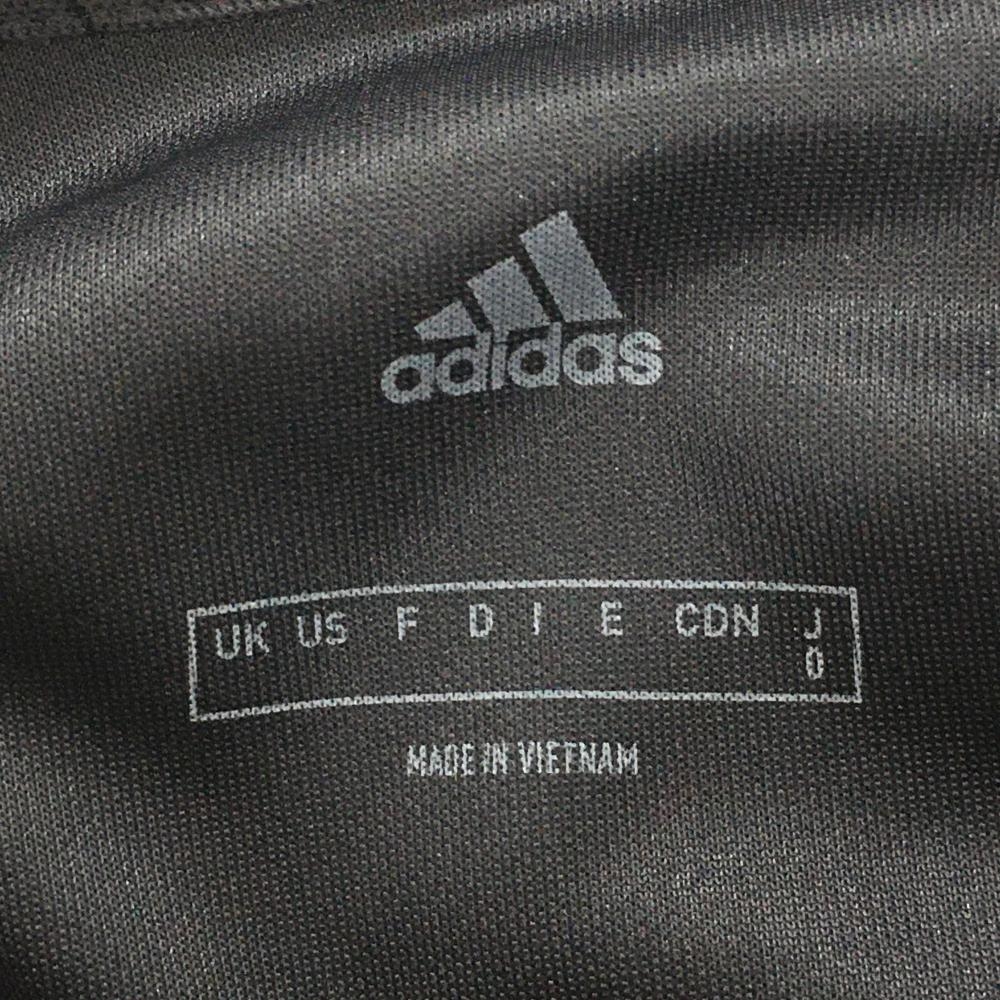 adidas
UK US F D I E CDN J
0
MADE IN VIETNAM